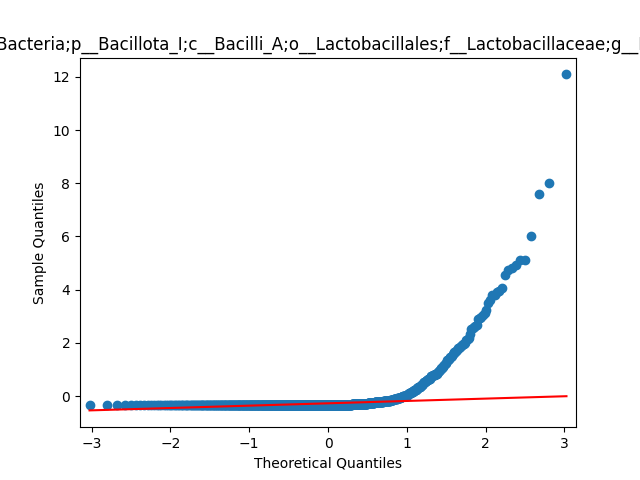 Bacteria;p__Bacillota_I;c__Bacilli_A;o__Lactobacillales;f__Lactobacillaceae;g__
12
10
8
6
4
2
0
Sample Quantiles
−3 −2 −1 0 1 2 3
Theoretical Quantiles